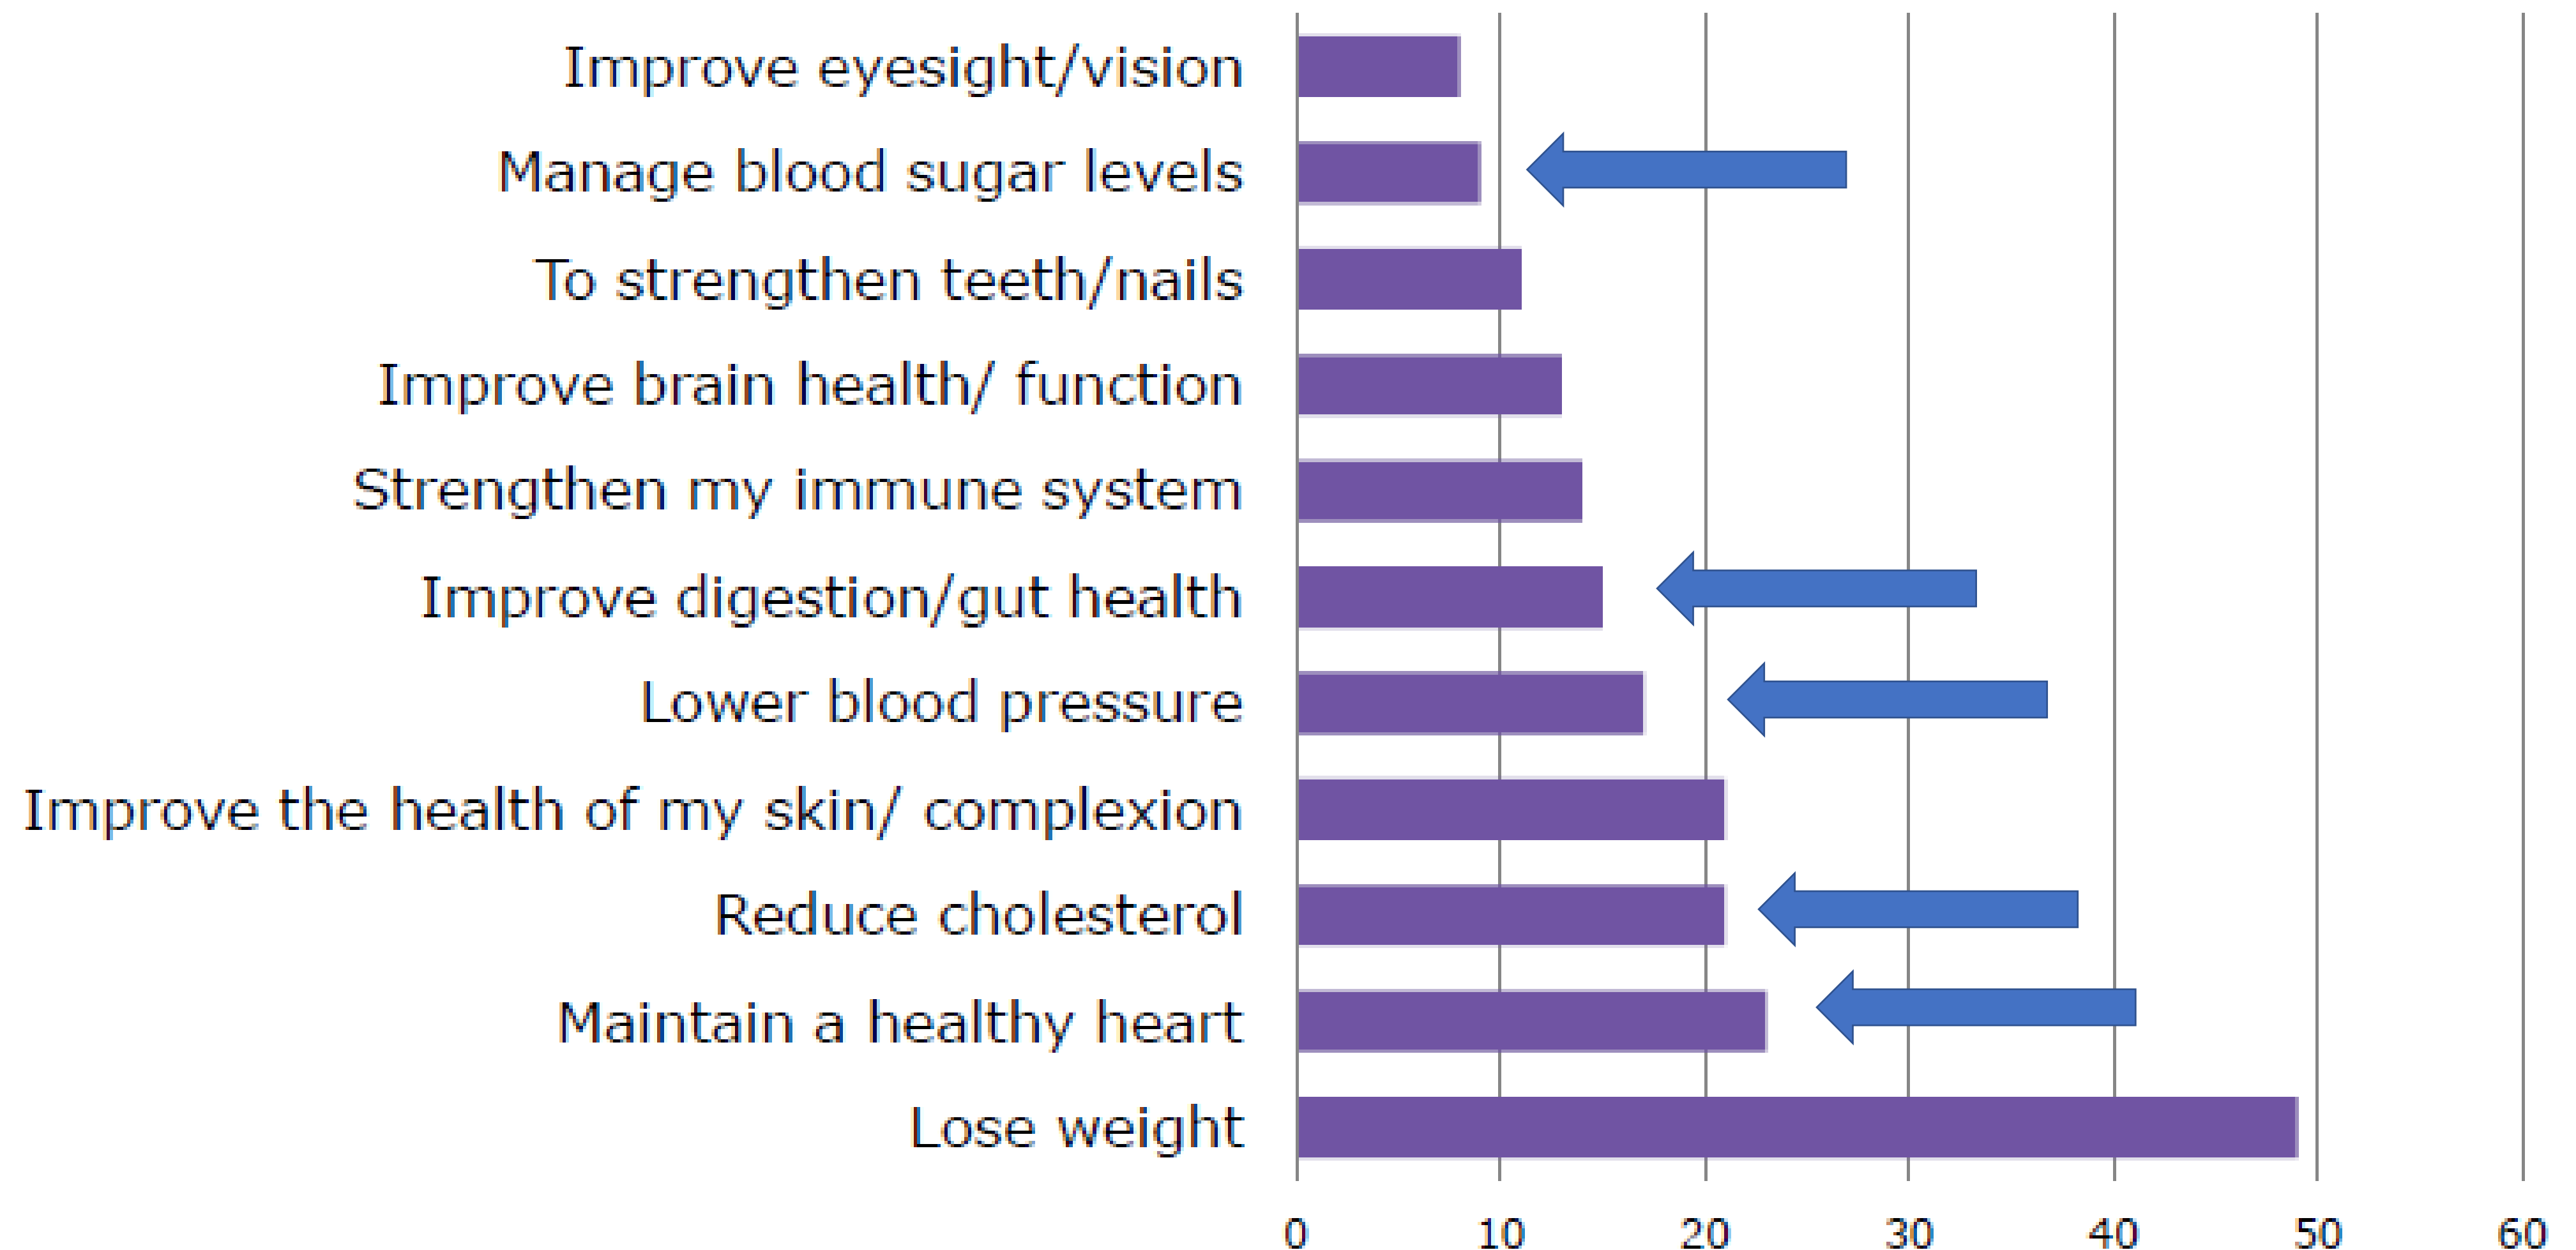 Improve eyesight/vision
Manage blood sugar levels
To strengthen teeth/nails
Improve brain health/ function
Strengthen my immune system
Improve digestion/gut health
Lower blood pressure
Improve the health of my skin/ complexion
Reduce cholesterol
Maintain a healthy heart
Lose weight
0 10 20 30 40 50 60